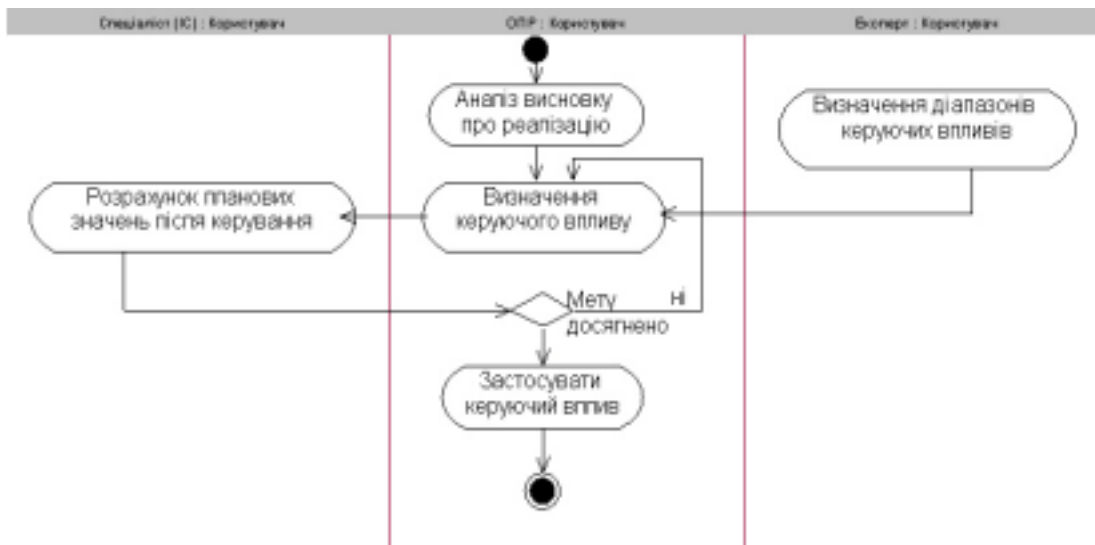 Спеціаліст (ІС) : Користувач
ОПР : Користувач
Експерт : Користувач
Аналіз висновку
про реалізацію
Визначення діапазонів
керуючих впливів
Розрахунок планових
значень після керування
Визначення
керуючого впливу
Мету
досягнено
ні
Застосувати
керуючий вплив